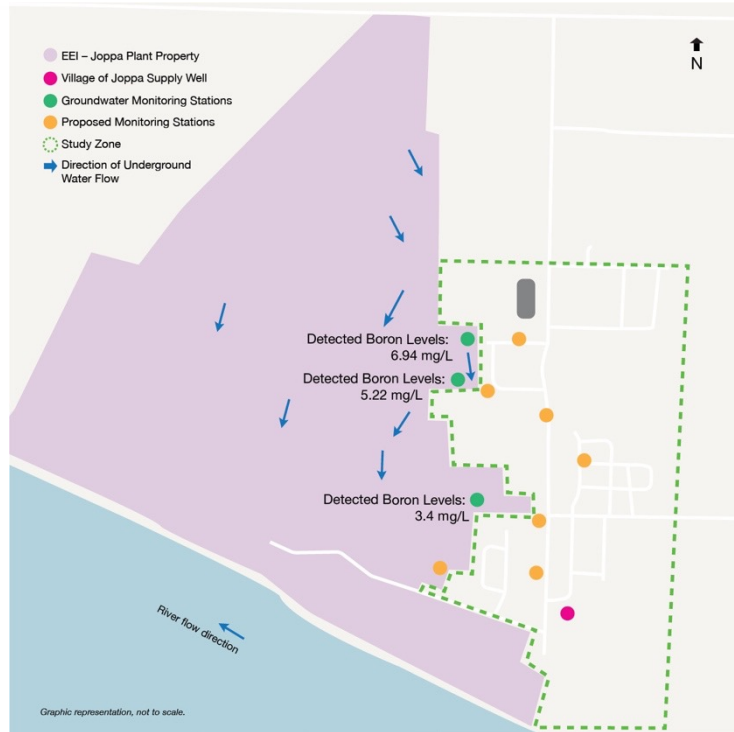 EEI – Joppa Plant Property
Village of Joppa Supply Well
Groundwater Monitoring Stations
Proposed Monitoring Stations
Study Zone
Direction of Underground
Water Flow
N
Detected Boron Levels:
6.94 mg/L
Detected Boron Levels:
5.22 mg/L
Detected Boron Levels:
3.4 mg/L
River flow direction
Graphic representation, not to scale.